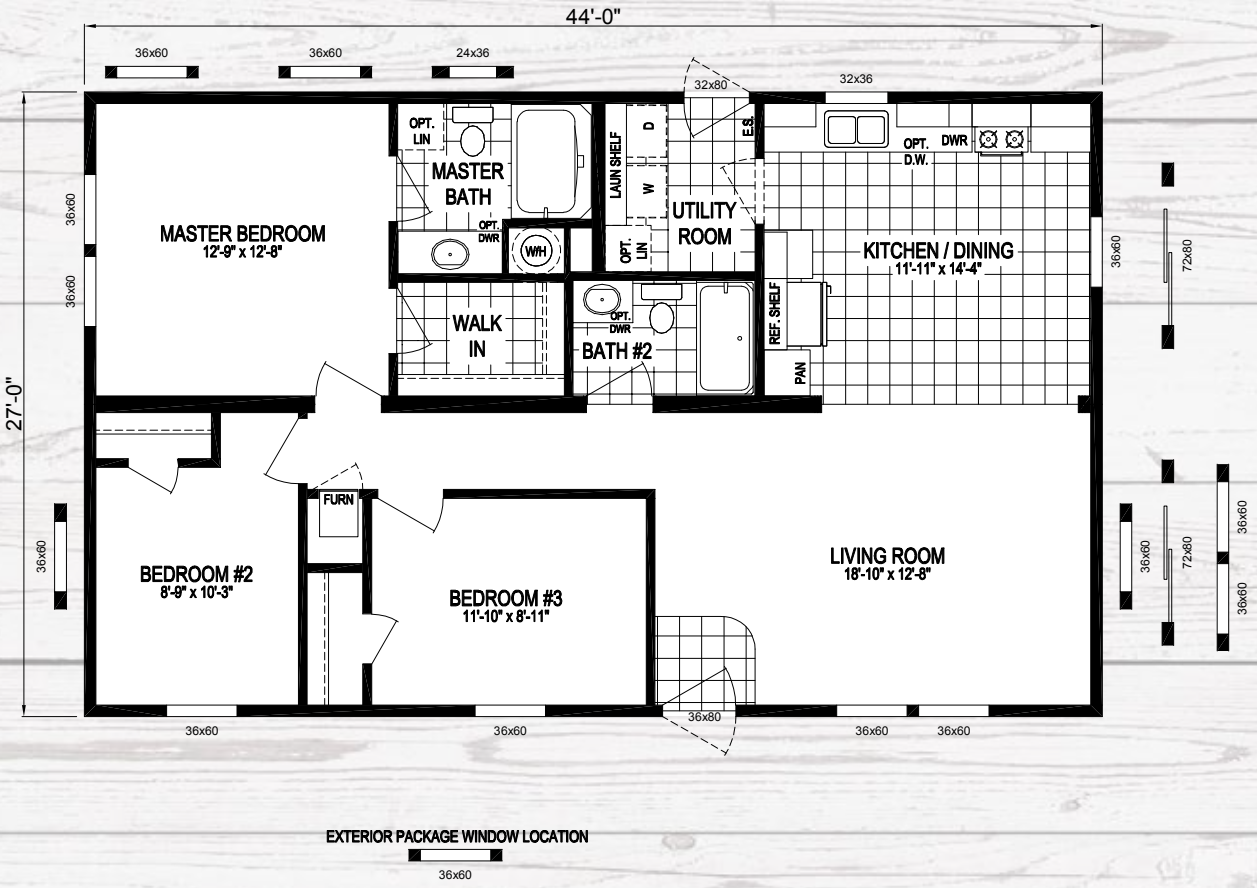 44'-0"
36x60
36x60
24x36
32x80
32x36
OPT.
LIN
MASTER
BATH
OPT.
DWR
W/H
LAUN SHELF
D
W
OPT.
LIN
E.S.
UTILITY
ROOM
OPT.
D.W.
DWR
KITCHEN / DINING
11'-11" x 14'-4"
MASTER BEDROOM
12'-9" x 12'-8"
36x60
36x60
36x60
72x80
REF. SHELF
PAN
WALK
IN
OPT.
DWR
BATH #2
27'-0"
FURN
BEDROOM #2
8'-9" x 10'-3"
BEDROOM #3
11'-10" x 8'-11"
LIVING ROOM
18'-10" x 12'-8"
36x60
36x60
72x80
36x60
36x60
36x60
36x60
36x80
36x60
36x60
EXTERIOR PACKAGE WINDOW LOCATION
36x60